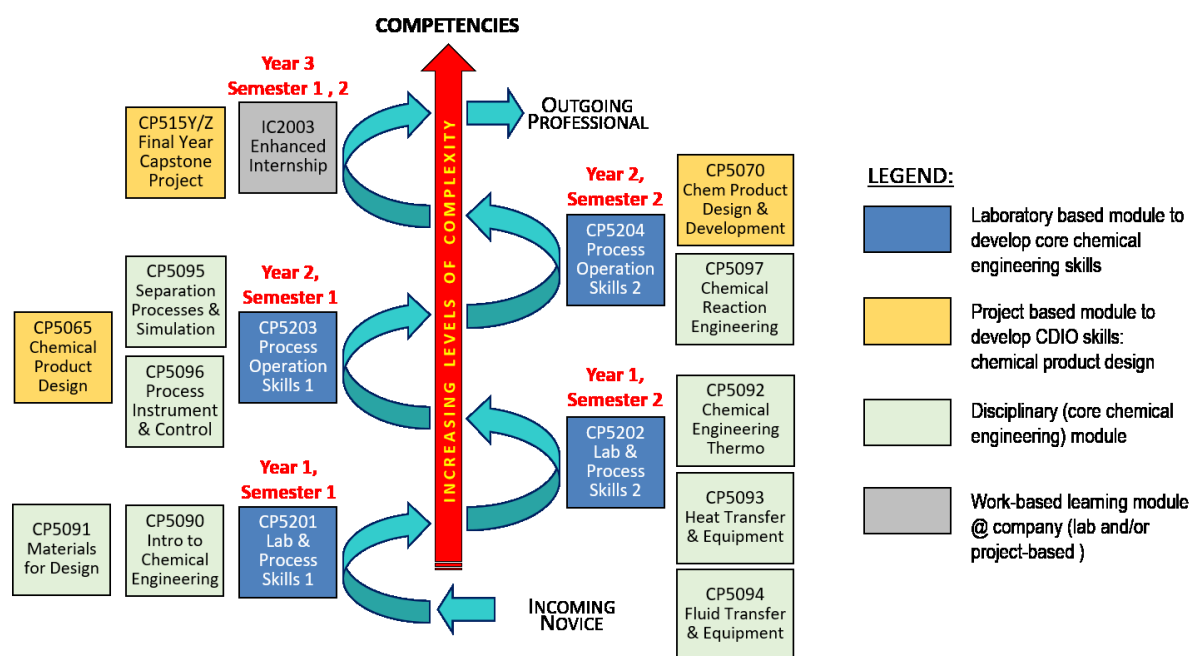 COMPETENCIES
Year 3
Semester 1 , 2
CP515Y/Z
Final Year
Capstone
Project
IC2003
Enhanced
Internship
OUTGOING
PROFESSIONAL
INCREASING LEVELS OF COMPLEXITY
Year 2,
Semester 2
CP5204
Process
Operation
Skills 2
CP5070
Chem Product
Design &
Development
CP5097
Chemical
Reaction
Engineering
Year 2,
Semester 1
CP5065
Chemical
Product
Design
CP5095
Separation
Processes &
Simulation
CP5096
Process
Instrument
& Control
CP5203
Process
Operation
Skills 1
Year 1,
Semester 2
CP5202
Lab &
Process
Skills 2
CP5092
Chemical
Engineering
Thermo
CP5093
Heat Transfer
& Equipment
CP5094
Fluid Transfer
& Equipment
Year 1,
Semester 1
CP5091
Materials
for Design
CP5090
Intro to
Chemical
Engineering
CP5201
Lab &
Process
Skills 1
INCOMING
NOVICE
LEGEND:
Laboratory based module to
develop core chemical
engineering skills
Project based module to
develop CDIO skills:
chemical product design
Disciplinary (core chemical
engineering) module
Work-based learning module
@ company (lab and/or
project-based )